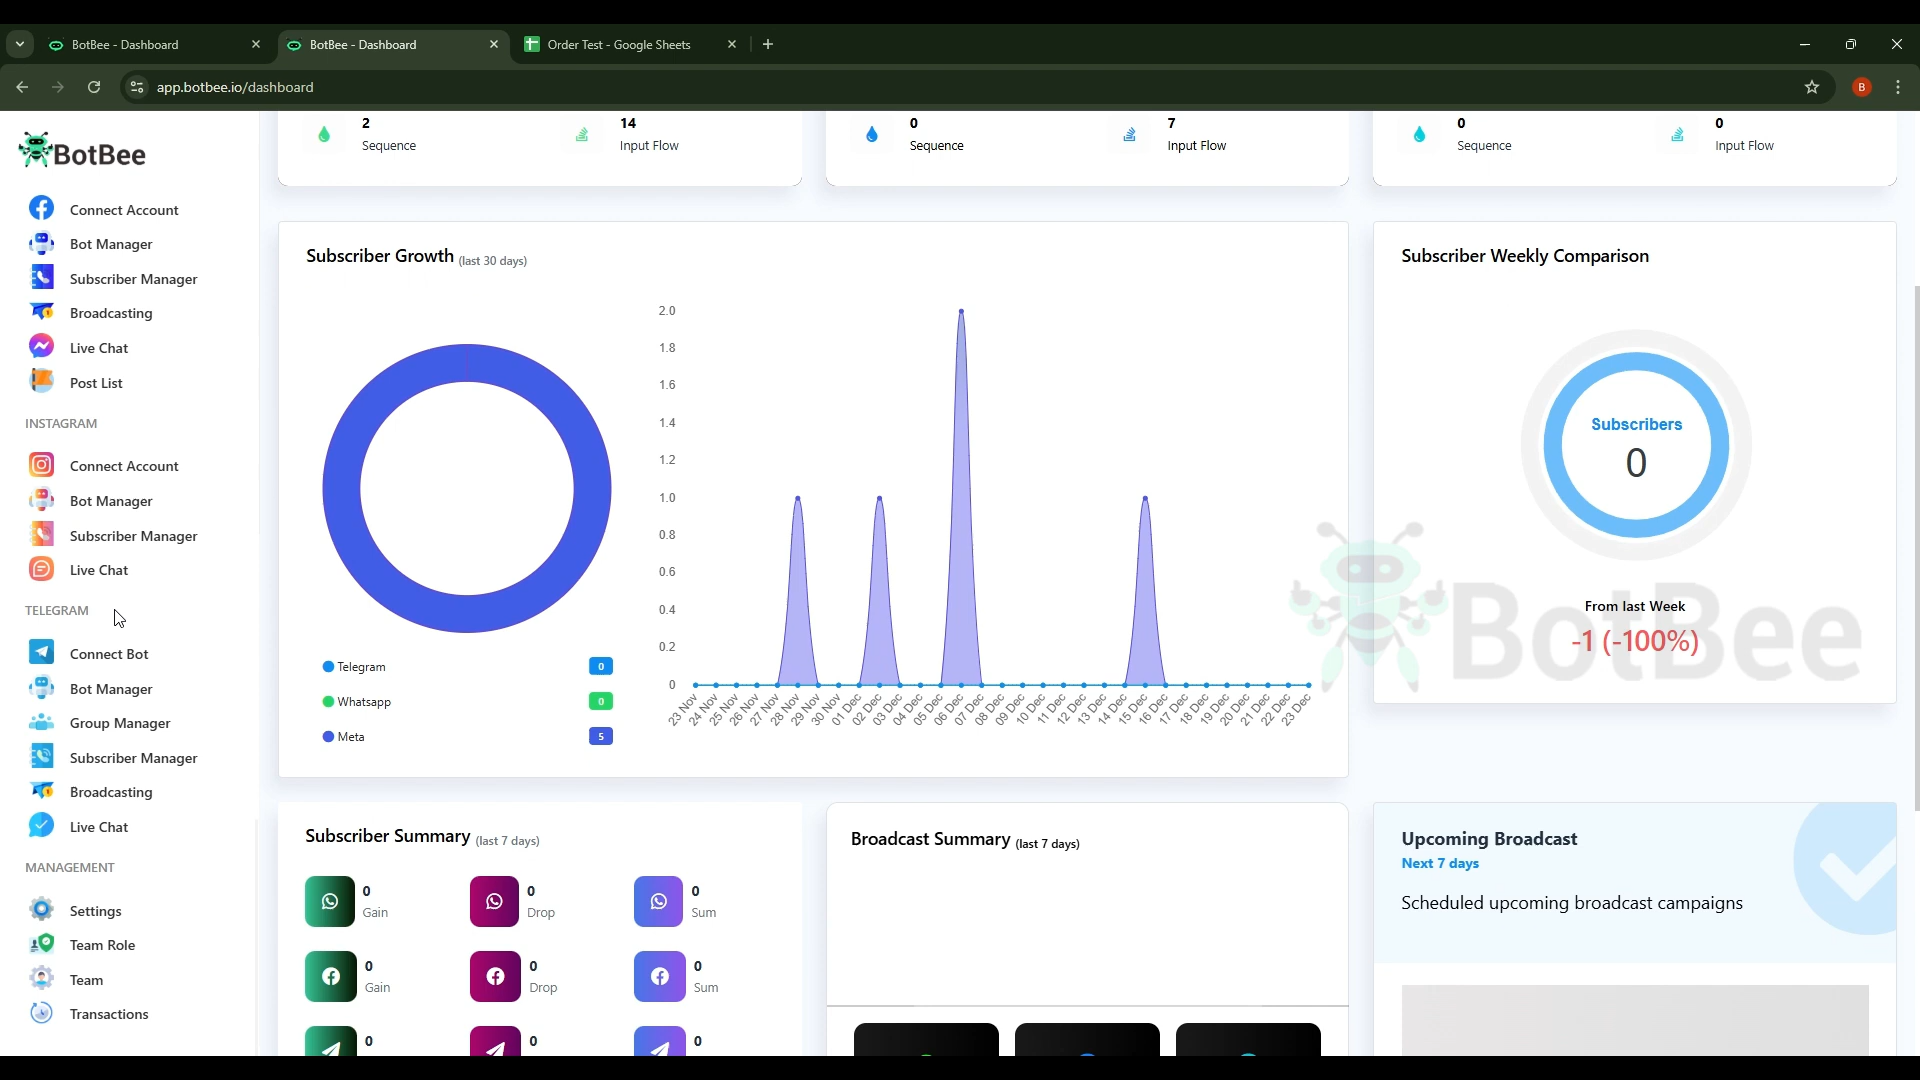 BotBee - Dashboard
BotBee - Dashboard
Order Test - Google Sheets
app.botbee.io/dashboard
B
BotBee
Connect Account
Bot Manager
Subscriber Manager
Broadcasting
Live Chat
Post List
INSTAGRAM
Connect Account
Bot Manager
Subscriber Manager
Live Chat
TELEGRAM
Connect Bot
Bot Manager
Group Manager
Subscriber Manager
Broadcasting
Live Chat
MANAGEMENT
Settings
Team Role
Team
Transactions
2
Sequence
14
Input Flow
0
Sequence
7
Input Flow
0
Sequence
0
Input Flow
Subscriber Growth (last 30 days)
Telegram 0
Whatsapp 0
Meta 5
2.0
1.8
1.6
1.4
1.2
1.0
0.8
0.6
0.4
0.2
0
23 Nov 24 Nov 25 Nov 26 Nov 27 Nov 28 Nov 29 Nov 30 Nov 01 Dec 02 Dec 03 Dec 04 Dec 05 Dec 06 Dec 07 Dec 08 Dec 09 Dec 10 Dec 11 Dec 12 Dec 13 Dec 14 Dec 15 Dec 16 Dec 17 Dec 18 Dec 19 Dec 20 Dec 21 Dec 22 Dec 23 Dec
Subscriber Weekly Comparison
Subscribers
0
From last Week
-1 (-100%)
BotBee
Subscriber Summary (last 7 days)
0
Gain
0
Drop
0
Sum
0
Gain
0
Drop
0
Sum
0
0
0
Broadcast Summary (last 7 days)
Upcoming Broadcast
Next 7 days
Scheduled upcoming broadcast campaigns